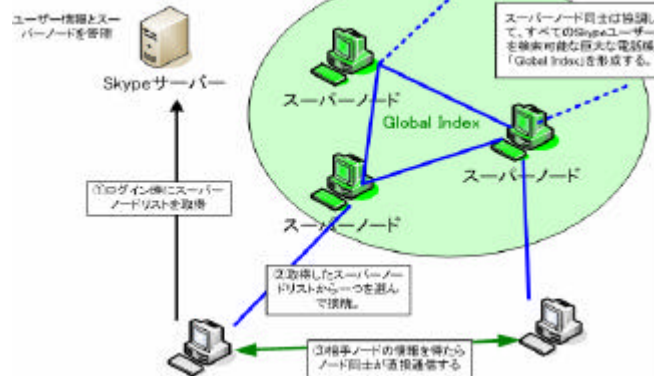 ユーザー情報とスー
パーノードを管理
Skypeサーバー
スーパーノード同士は協調し
て、すべてのSkypeユーザー
を検索可能な巨大な電話帳
「Global Index」を形成する。
スーパーノード
Global Index
スーパーノード
スーパーノード
①ログイン時にスーパー
ノードリストを取得
②取得したスーパーノー
ドリストから一つを選ん
で接続。
③相手ノードの情報を得たら
ノード同士が直接通信する